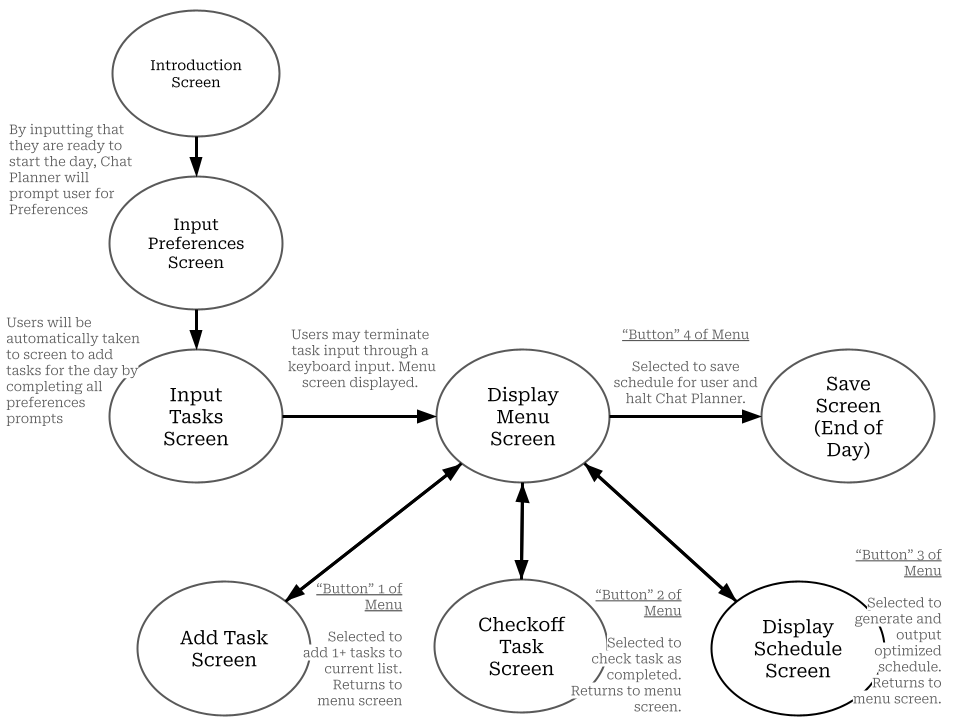 Introduction
Screen
By inputting that
they are ready to
start the day, Chat
Planner will
prompt user for
Preferences
Input
Preferences
Screen
Users will be
automatically taken
to screen to add
tasks for the day by
completing all
preferences
prompts
Input
Tasks
Screen
Users may terminate
task input through a
keyboard input. Menu
screen displayed.
Display
Menu
Screen
“Button” 4 of Menu
Selected to save
schedule for user and
halt Chat Planner.
Save
Screen
(End of
Day)
Add Task
Screen
“Button” 1 of
Menu
Selected to
add 1+ tasks to
current list.
Returns to
menu screen
Checkoff
Task
Screen
“Button” 2 of
Menu
Selected to
check task as
completed.
Returns to menu
screen.
Display
Schedule
Screen
“Button” 3 of
Menu
Selected to
generate and
output
optimized
schedule.
Returns to
menu screen.